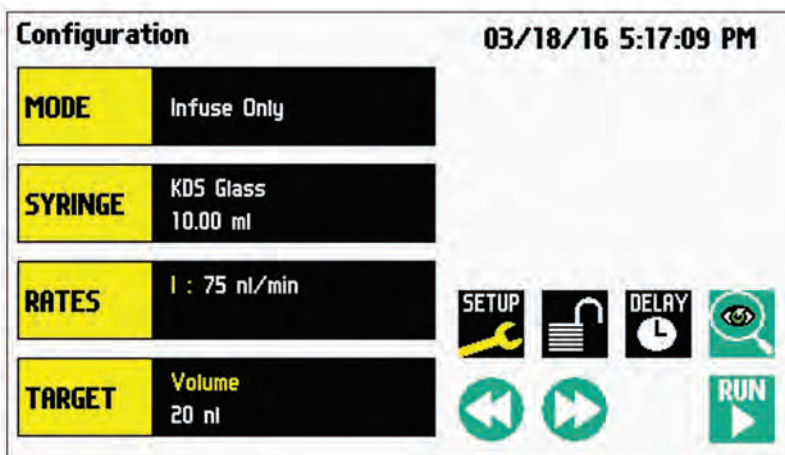 Configuration
03/18/16 5:17:09 PM
MODE
Infuse Only
SYRINGE
KDS Glass
10.00 ml
RATES
I : 75 nl/min
TARGET
Volume
20 nl
SETUP
DELAY
RUN